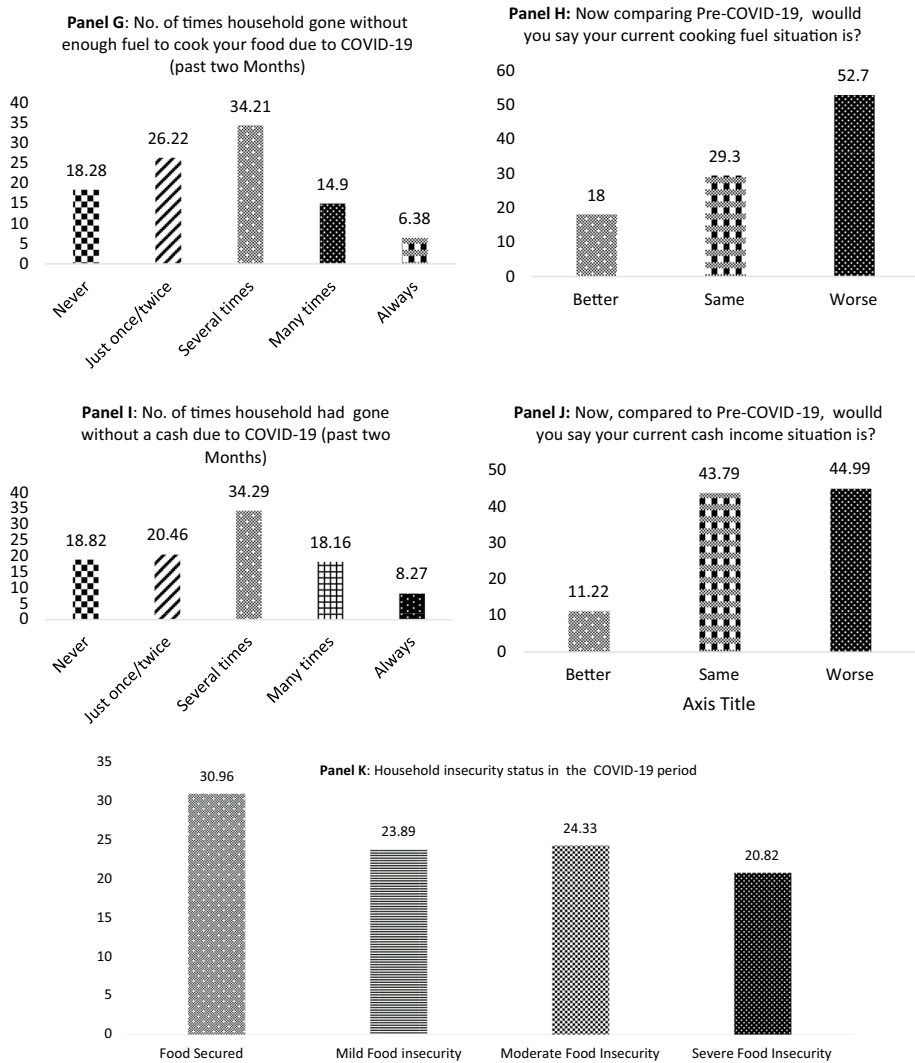 Panel G: No. of times household gone without
enough fuel to cook your food due to COVID-19
(past two Months)
40
35
30
25
20
15
10
5
0
18.28
26.22
34.21
14.9
6.38
Never
Just once/twice
Several times
Many times
Always
Panel H: Now comparing Pre-COVID-19, woulld
you say your current cooking fuel situation is?
60
50
40
30
20
10
0
18
29.3
52.7
Better
Same
Worse
Panel I: No. of times household had gone
without a cash due to COVID-19 (past two
Months)
40
35
30
25
20
15
10
5
0
18.82
20.46
34.29
18.16
8.27
Never
Just once/twice
Several times
Many times
Always
Panel J: Now, compared to Pre-COVID-19, woulld
you say your current cash income situation is?
50
40
30
20
10
0
11.22
43.79
44.99
Better
Same
Worse
Axis Title
Panel K: Household insecurity status in the COVID-19 period
35
30
25
20
15
10
5
0
30.96
23.89
24.33
20.82
Food Secured
Mild Food insecurity
Moderate Food Insecurity
Severe Food Insecurity